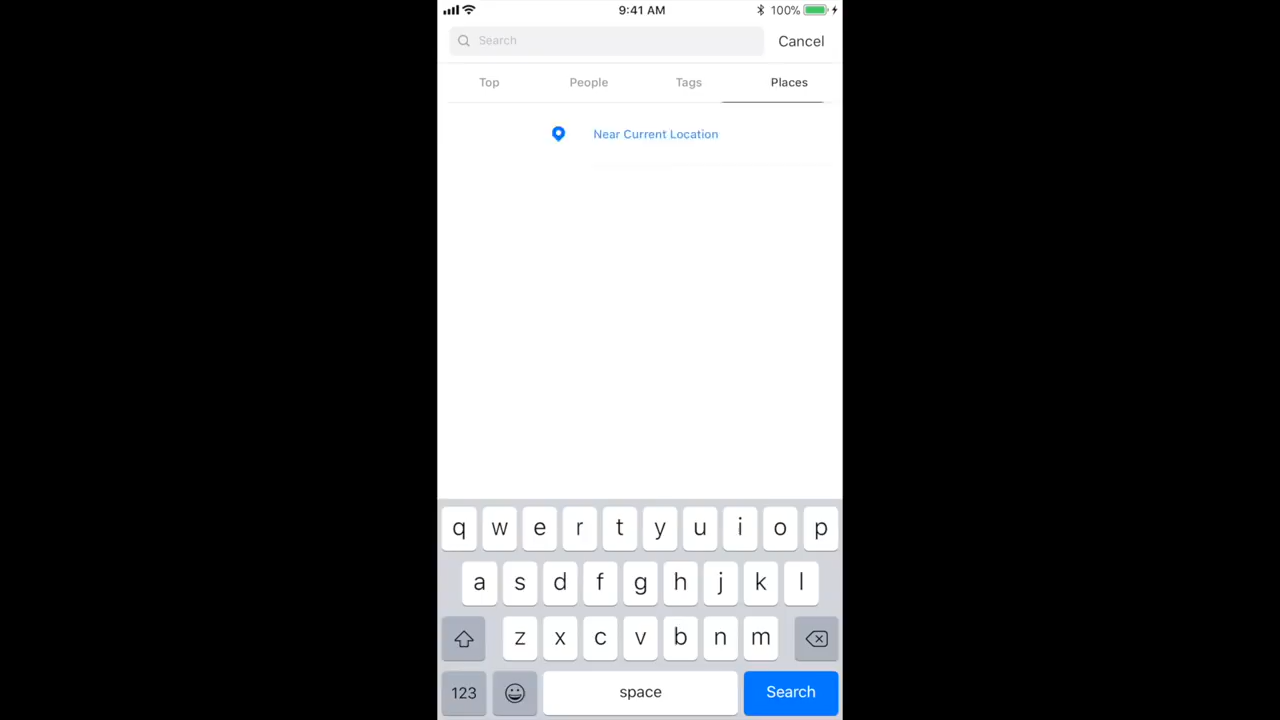 9:41 AM 100%
Search Cancel
Top People Tags Places
Near Current Location
q w e r t y u i o p
a s d f g h j k l
z x c v b n m
123 space Search